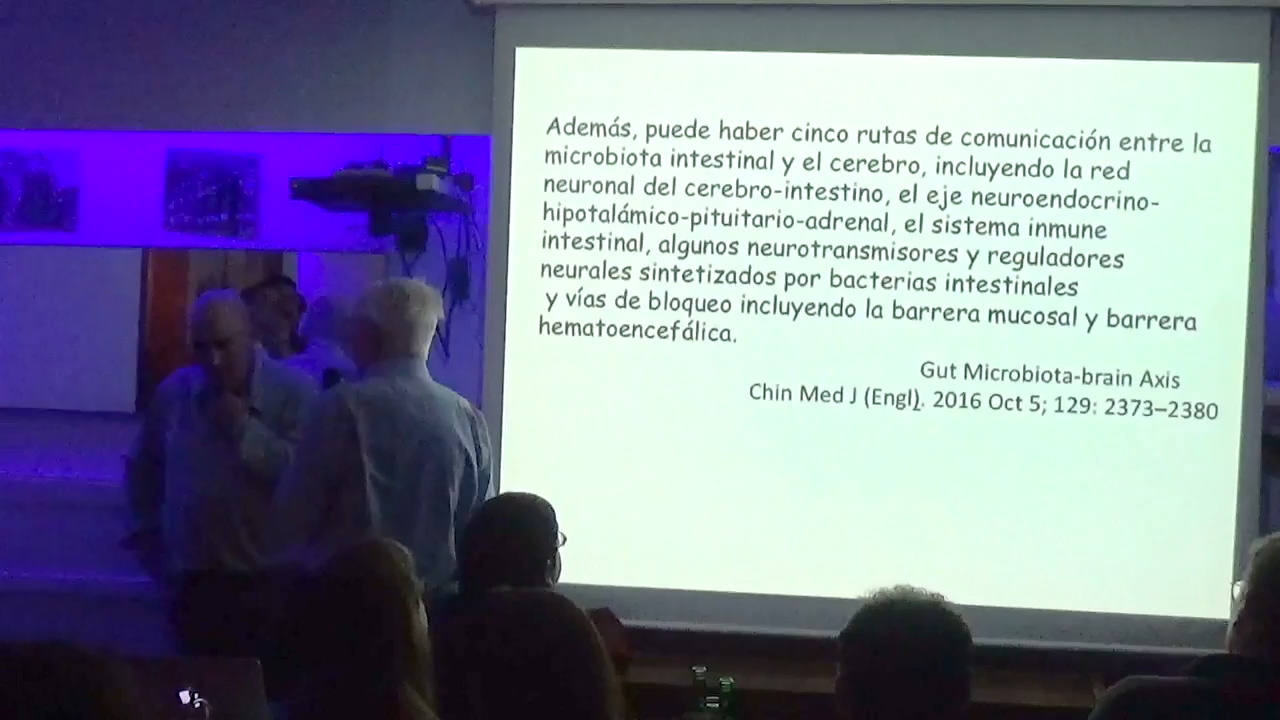 Además, puede haber cinco rutas de comunicación entre la
microbiota intestinal y el cerebro, incluyendo la red
neuronal del cerebro-intestino, el eje neuroendocrino-
hipotalámico-pituitario-adrenal, el sistema inmune
intestinal, algunos neurotransmisores y reguladores
neurales sintetizados por bacterias intestinales
y vías de bloqueo incluyendo la barrera mucosal y barrera
hematoencefálica.
Gut Microbiota-brain Axis
Chin Med J (Engl). 2016 Oct 5; 129: 2373–2380